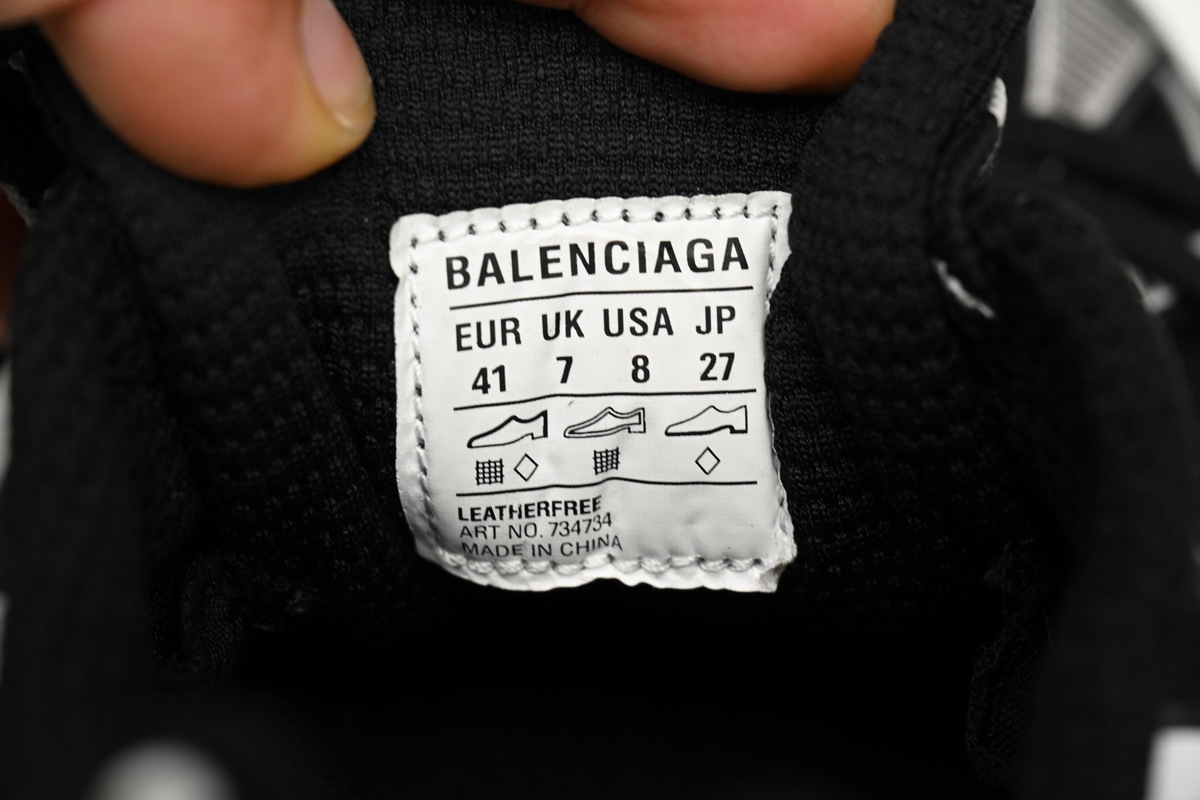 BALENCIAGA
EUR UK USA JP
41 7 8 27
LEATHERFREE
ART NO. 734734
MADE IN CHINA